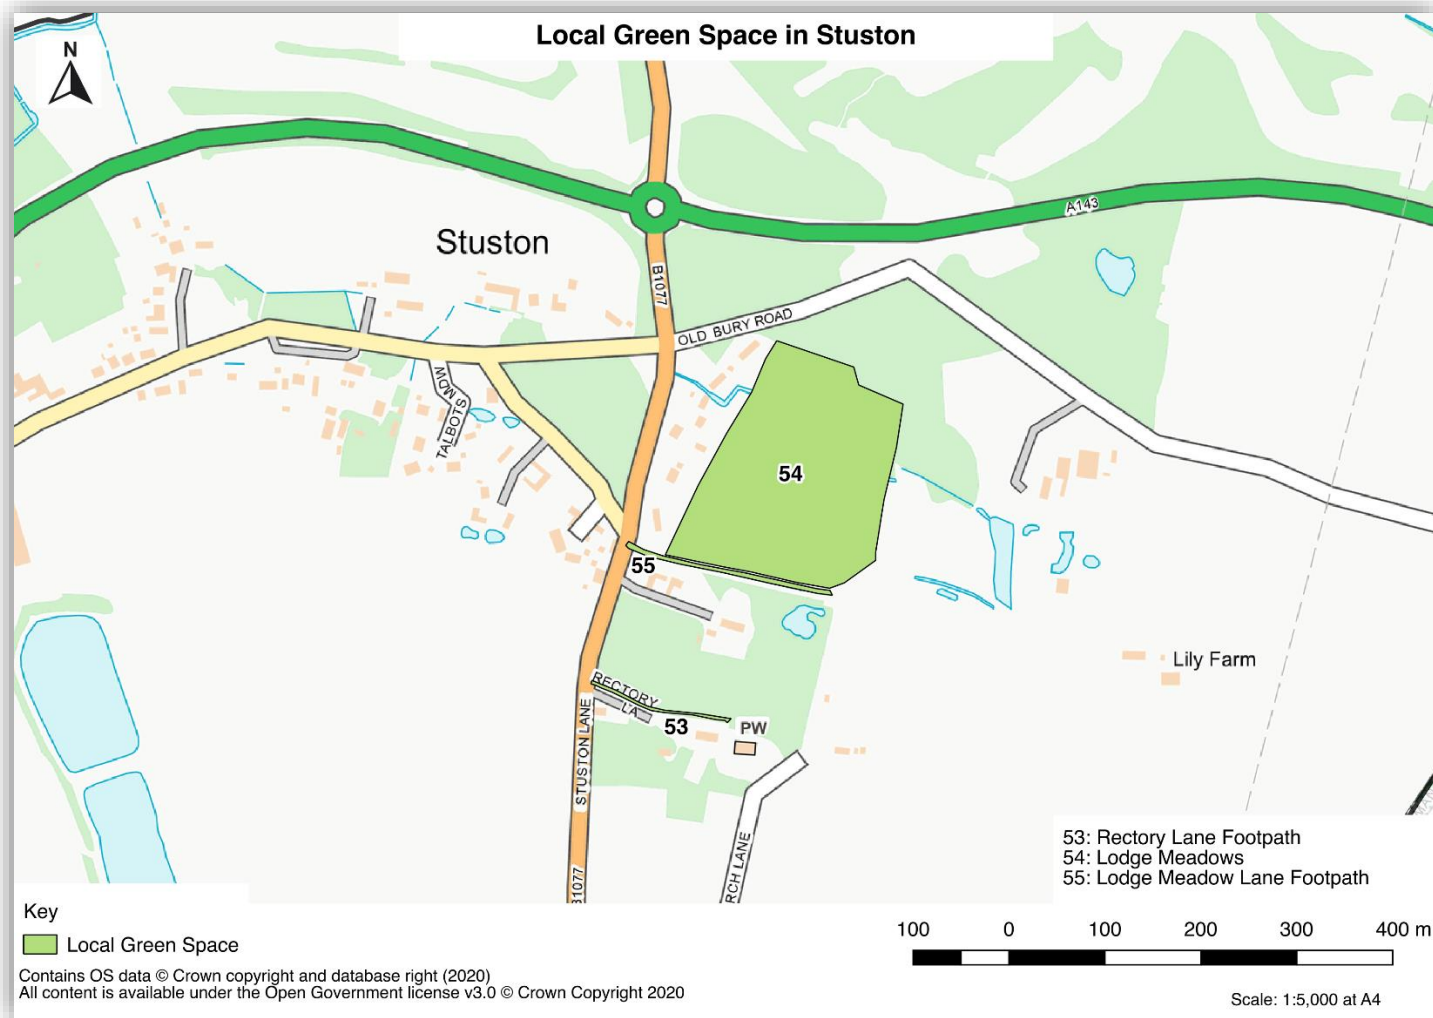 Local Green Space in Stuston
N
A143
Stuston
B1077
OLD BURY ROAD
TALBOTS MDW
54
55
Lily Farm
RECTORY
LA
53
PW
STUSTON LANE
B1077
RCH LANE
53: Rectory Lane Footpath
54: Lodge Meadows
55: Lodge Meadow Lane Footpath
Key
Local Green Space
100 0 100 200 300 400 m
Contains OS data © Crown copyright and database right (2020)
All content is available under the Open Government license v3.0 © Crown Copyright 2020
Scale: 1:5,000 at A4